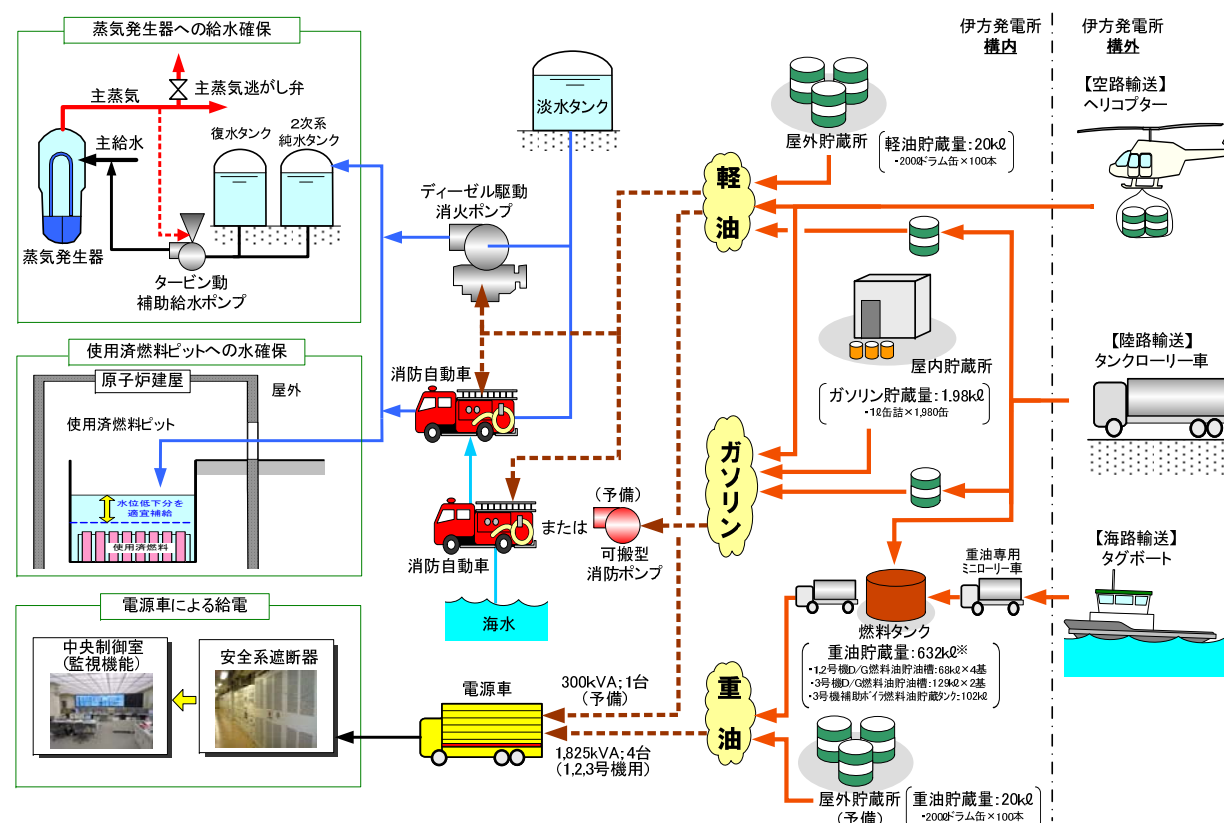 蒸気発生器への給水確保
主蒸気逃がし弁
主蒸気
主給水
復水タンク
2次系
純水タンク
蒸気発生器
タービン動
補助給水ポンプ
使用済燃料ピットへの水確保
原子炉建屋
屋外
使用済燃料ピット
水位低下分を
適宜補給
使用済燃料
電源車による給電
中央制御室
(監視機能)
安全系遮断器
淡水タンク
ディーゼル駆動
消火ポンプ
消防自動車
消防自動車
または
(予備)
可搬型
消防ポンプ
海水
電源車
300kVA;1台
(予備)
1,825kVA;4台
(1,2,3号機用)
軽油
ガソリン
重油
屋外貯蔵所
軽油貯蔵量:20kℓ
・200ℓドラム缶×100本
屋内貯蔵所
ガソリン貯蔵量:1.98kℓ
・1ℓ缶詰×1,980缶
重油専用
ミニローリー車
燃料タンク
重油貯蔵量:632kℓ※
・1,2号機D/G燃料油貯油槽:68kℓ×4基
・3号機D/G燃料油貯油槽:129kℓ×2基
・3号機補助ボイラ燃料油貯蔵タンク:102kℓ
屋外貯蔵所
(予備)
重油貯蔵量:20kℓ
・200ℓドラム缶×100本
伊方発電所
構内
伊方発電所
構外
【空路輸送】
ヘリコプター
【陸路輸送】
タンクローリー車
【海路輸送】
タグボート